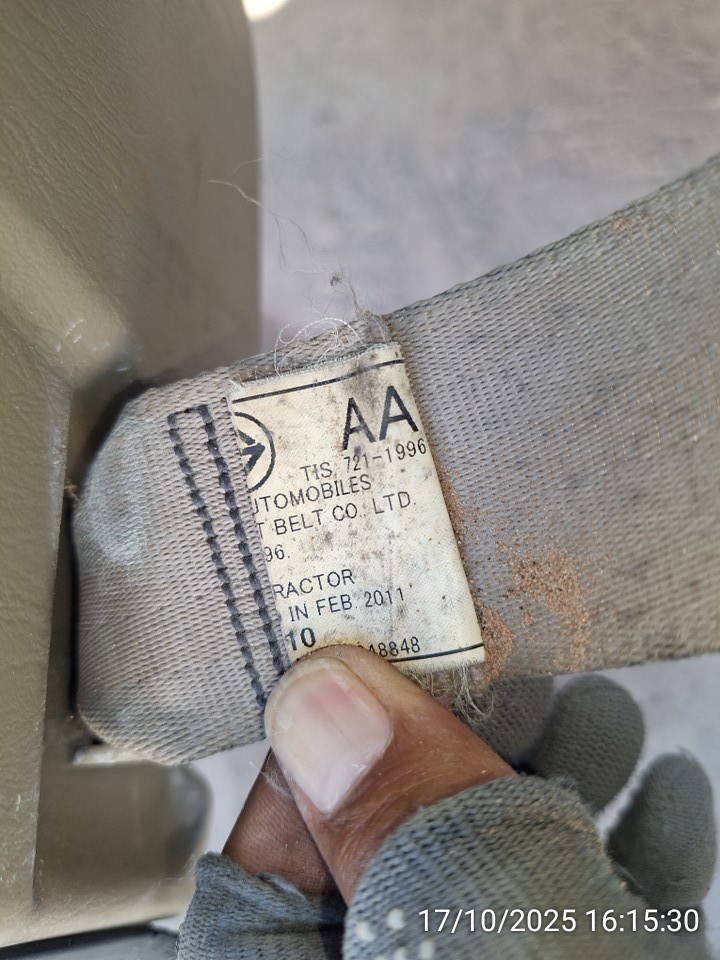 AA
TIS. 721-1996
UTOMOBILES
T BELT CO. LTD.
96.
RACTOR
IN FEB. 2011
10
48848
17/10/2025 16:15:30